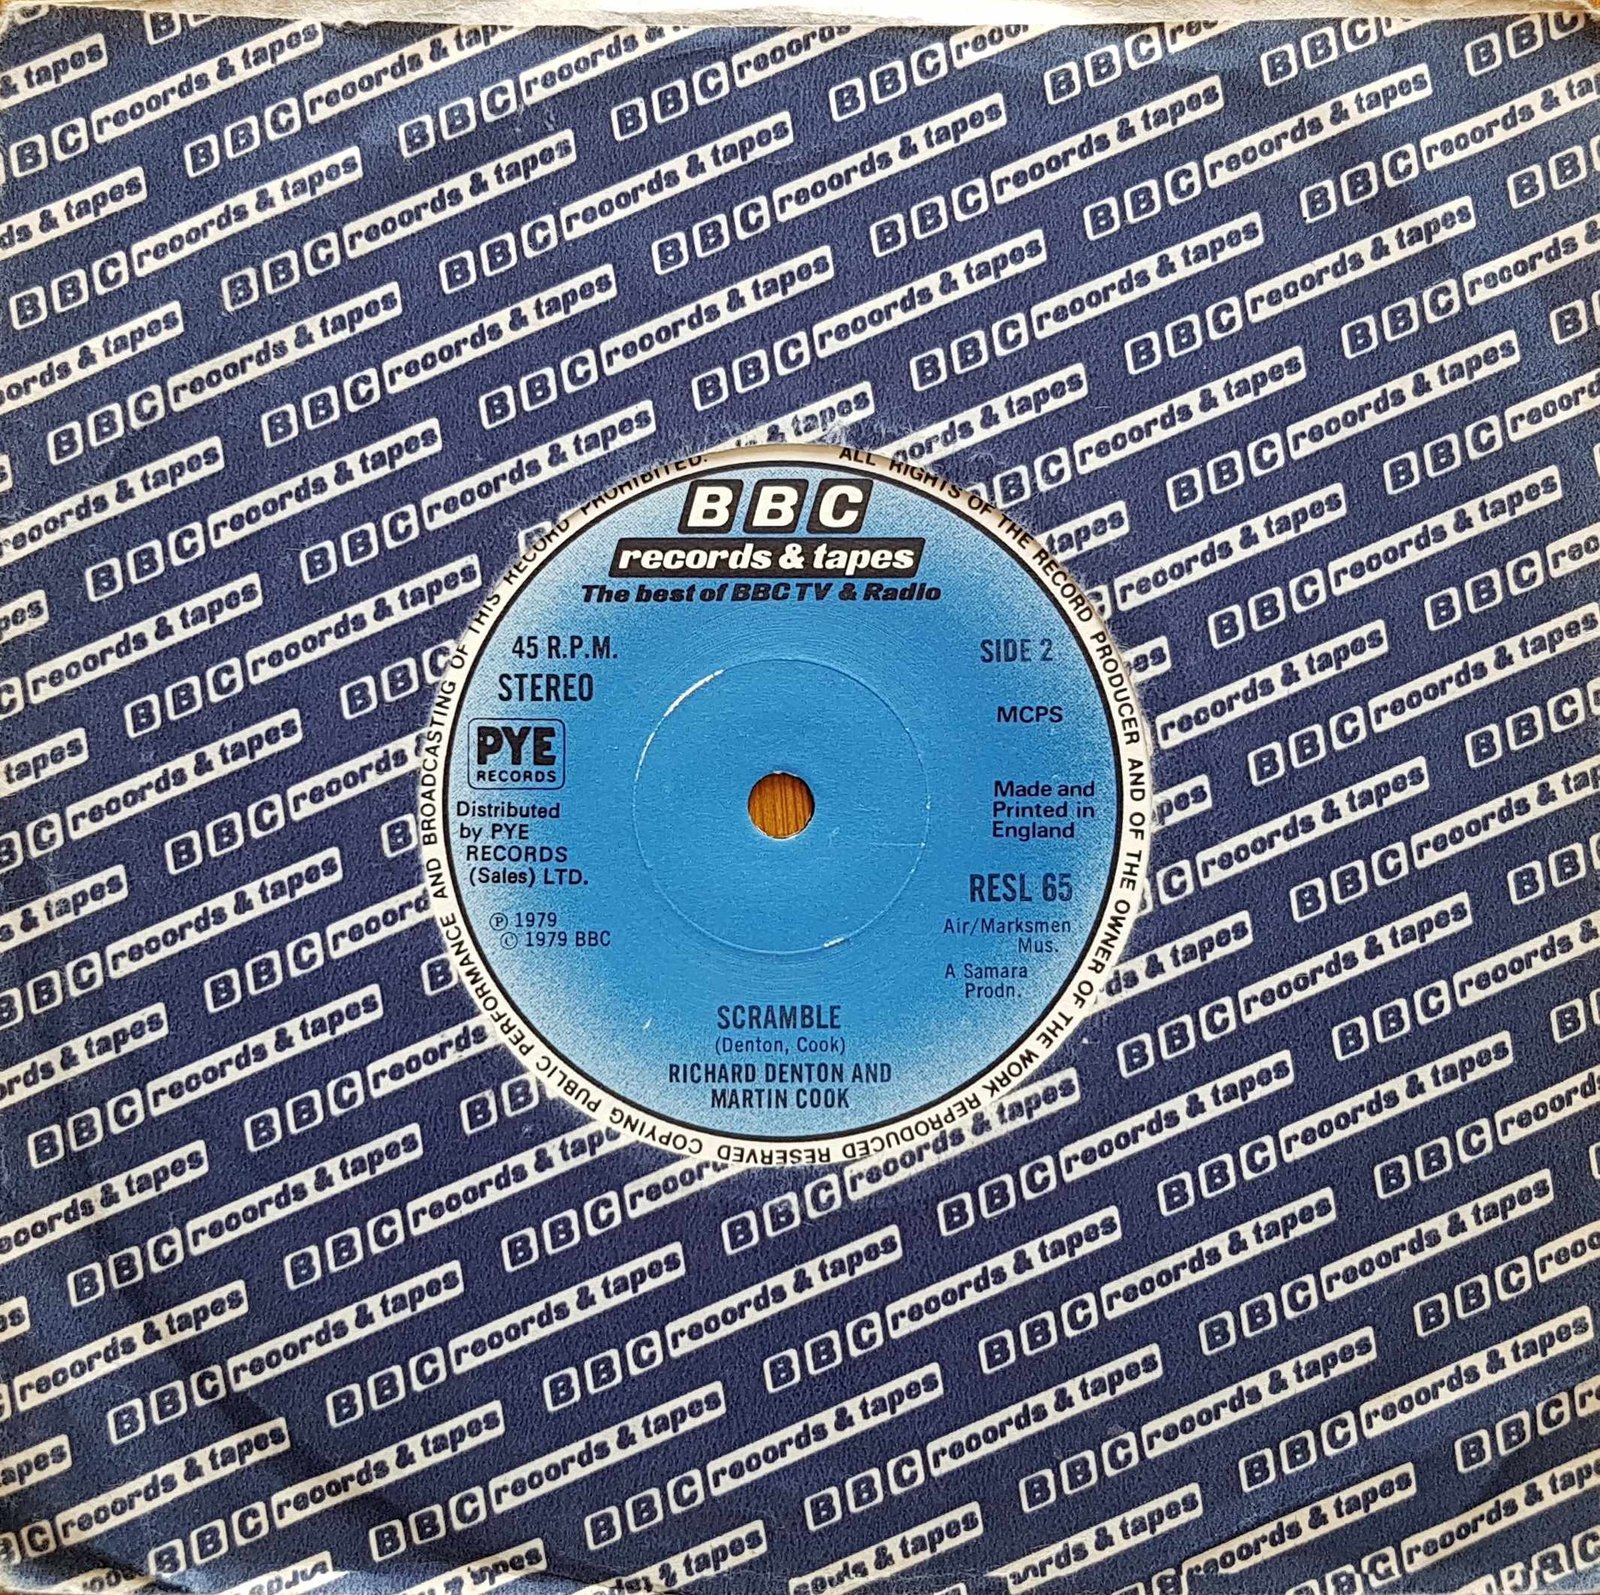 BBC
records & tapes
The best of BBC TV & Radio
45 R.P.M.
STEREO
PYE
RECORDS
Distributed
by PYE
RECORDS
(Sales) LTD.
℗ 1979
© 1979 BBC
SIDE 2
MCPS
Made and
Printed in
England
RESL 65
Air/Marksmen
Mus.
A Samara
Prodn.
SCRAMBLE
(Denton, Cook)
RICHARD DENTON AND
MARTIN COOK
ALL RIGHTS OF THE RECORD PRODUCER AND OF THE OWNER OF THE WORK REPRODUCED RESERVED COPYING PUBLIC PERFORMANCE AND BROADCASTING OF THIS RECORD PROHIBITED.
BBC records & tapes